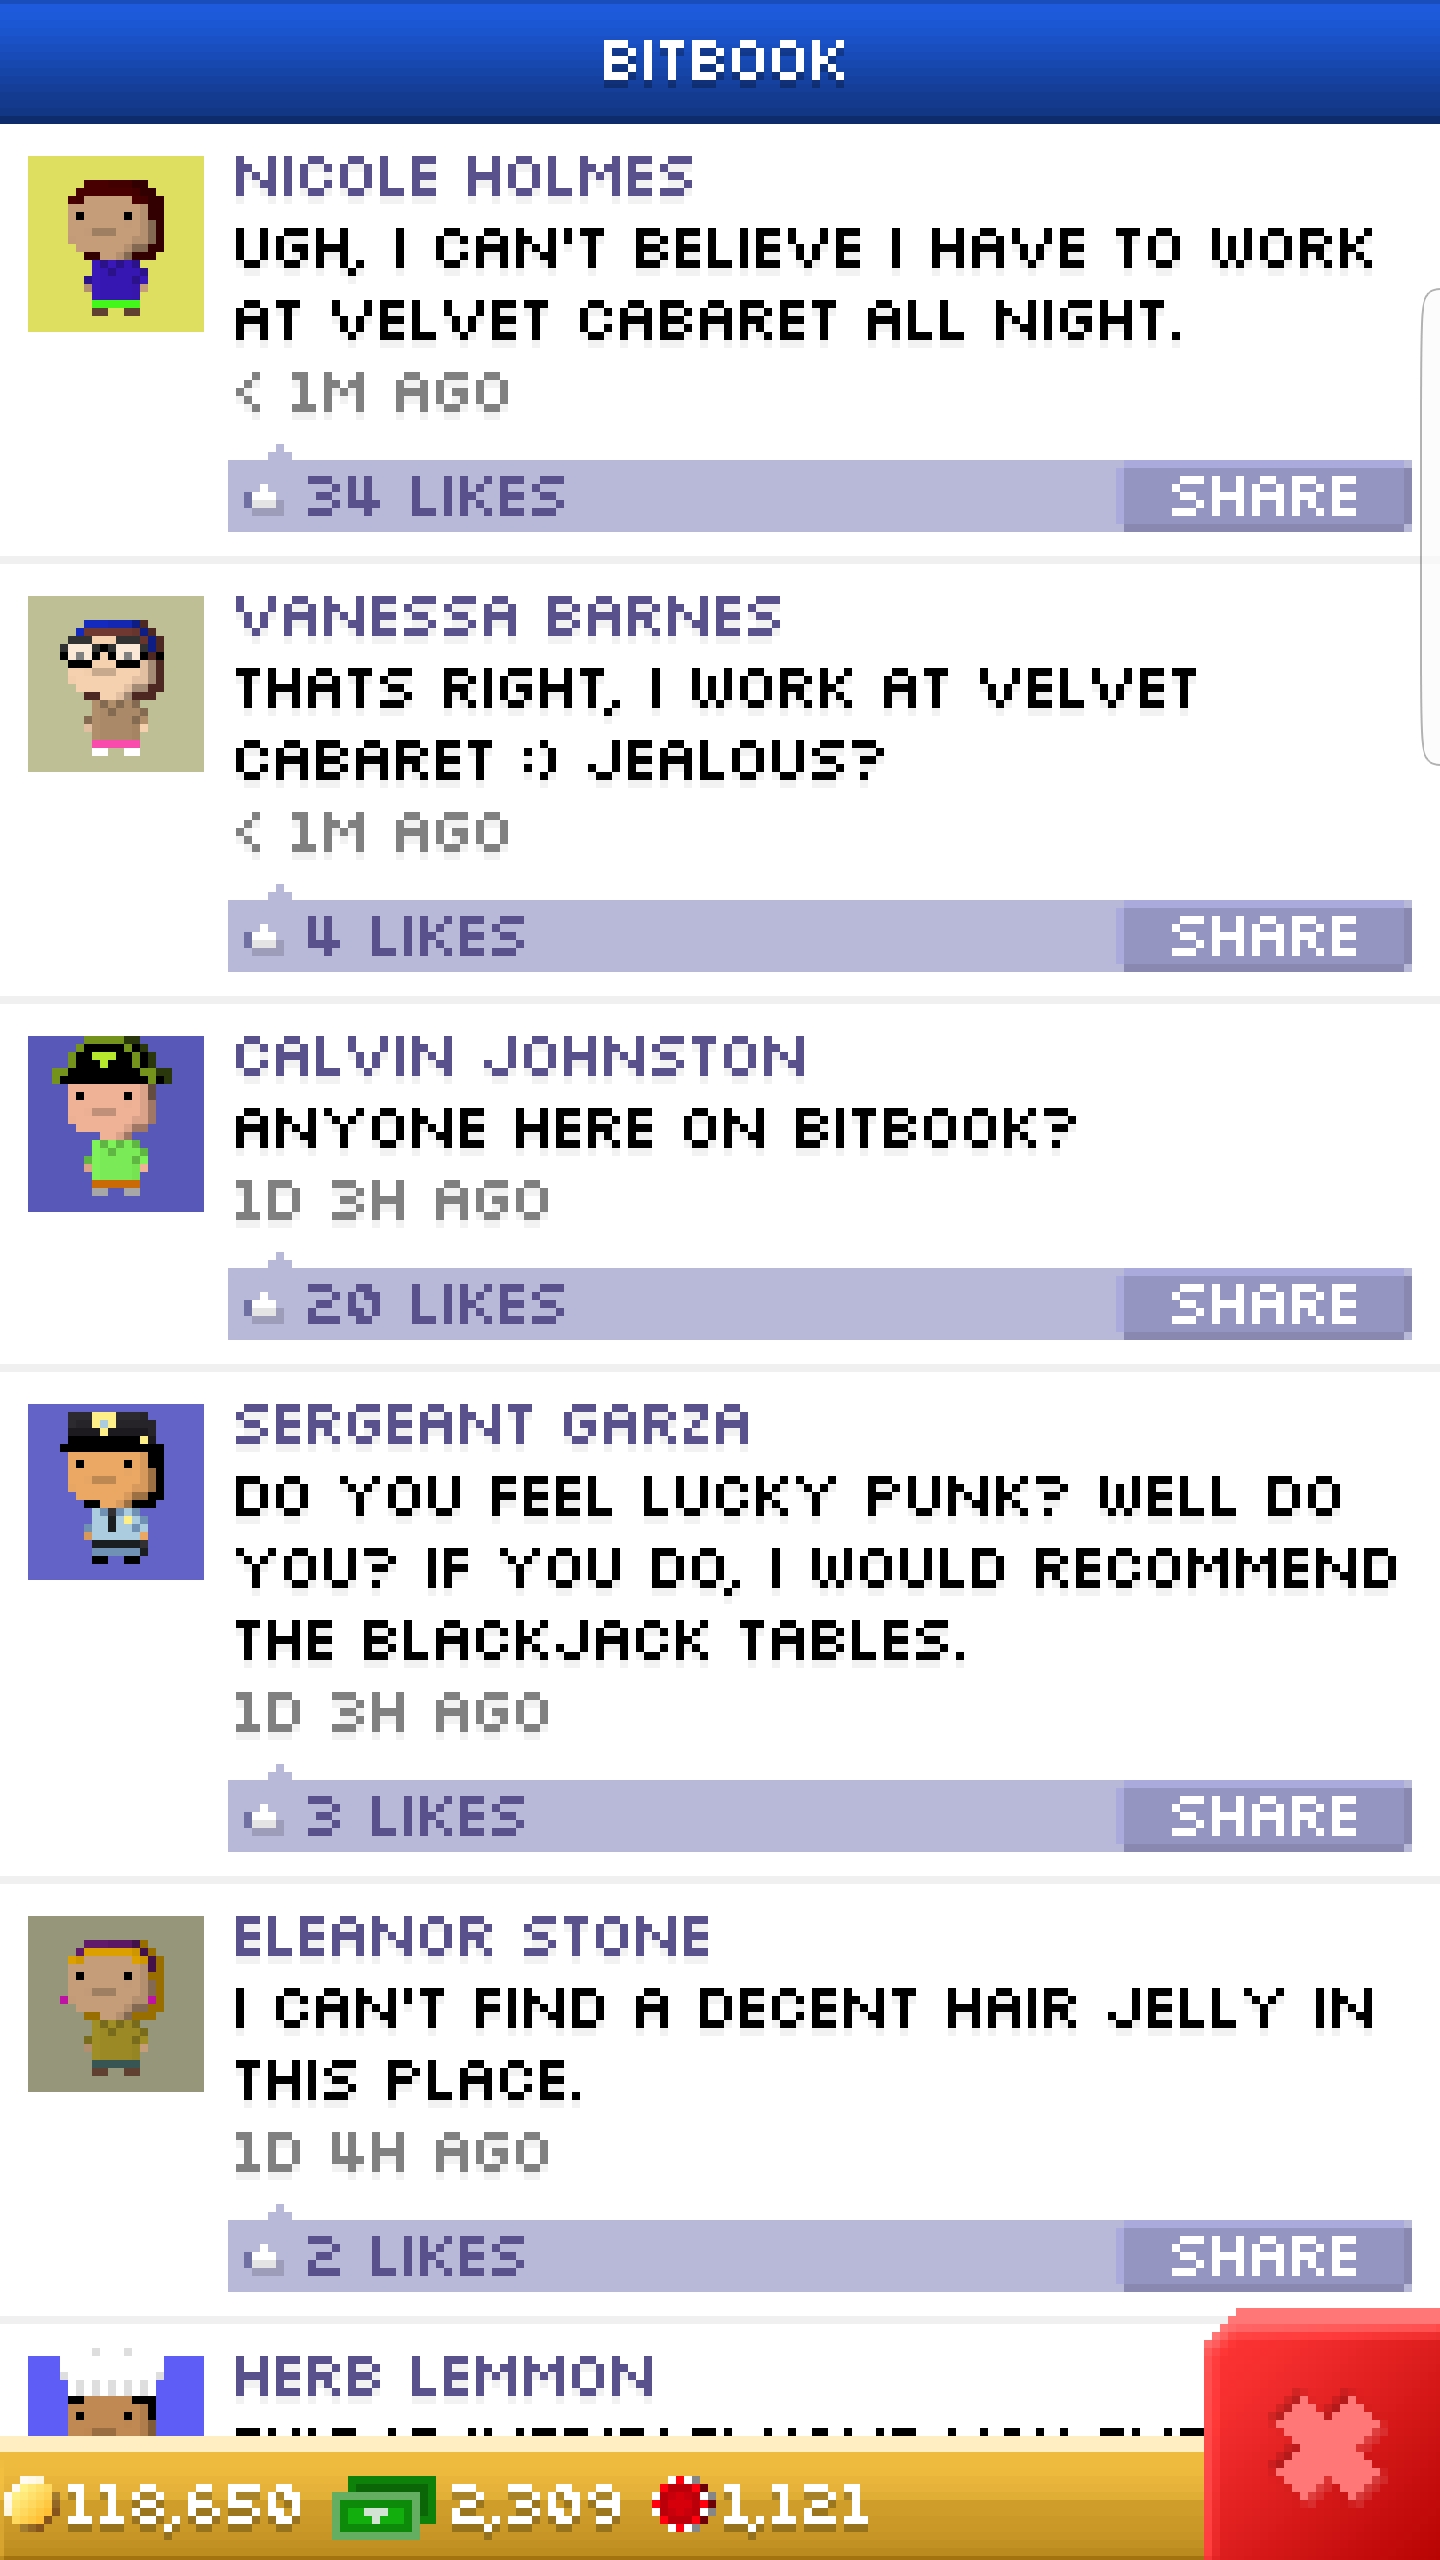 BITBOOK
NICOLE HOLMES
UGH, I CAN'T BELIEVE I HAVE TO WORK
AT VELVET CABARET ALL NIGHT.
< 1M AGO
34 LIKES SHARE
VANESSA BARNES
THATS RIGHT, I WORK AT VELVET
CABARET :) JEALOUS?
< 1M AGO
4 LIKES SHARE
CALVIN JOHNSTON
ANYONE HERE ON BITBOOK?
1D 3H AGO
20 LIKES SHARE
SERGEANT GARZA
DO YOU FEEL LUCKY PUNK? WELL DO
YOU? IF YOU DO, I WOULD RECOMMEND
THE BLACKJACK TABLES.
1D 3H AGO
3 LIKES SHARE
ELEANOR STONE
I CAN'T FIND A DECENT HAIR JELLY IN
THIS PLACE.
1D 4H AGO
2 LIKES SHARE
HERB LEMMON
118,650 2,309 1,121